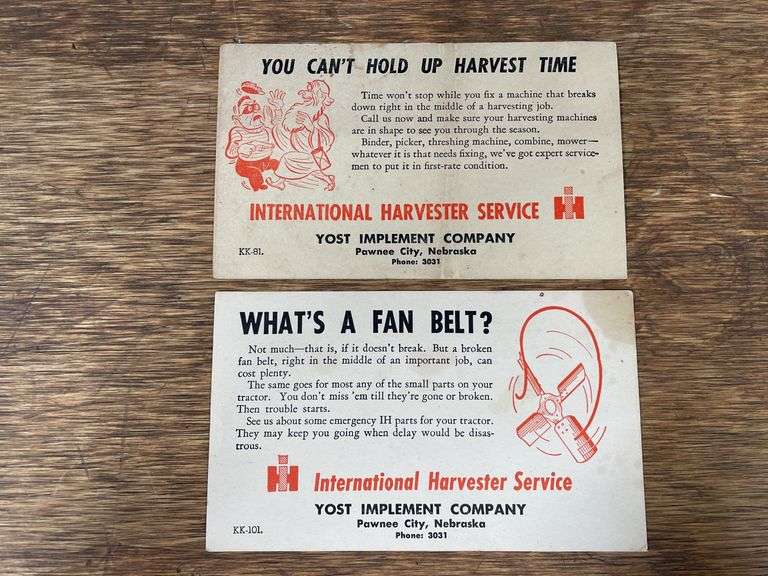 YOU CAN'T HOLD UP HARVEST TIME
Time won't stop while you fix a machine that breaks
down right in the middle of a harvesting job.
Call us now and make sure your harvesting machines
are in shape to see you through the season.
Binder, picker, threshing machine, combine, mower—
whatever it is that needs fixing, we've got expert service-
men to put it in first-rate condition.
INTERNATIONAL HARVESTER SERVICE IH
YOST IMPLEMENT COMPANY
Pawnee City, Nebraska
Phone: 3031
KK-81.
WHAT'S A FAN BELT?
Not much—that is, if it doesn't break. But a broken
fan belt, right in the middle of an important job, can
cost plenty.
The same goes for most any of the small parts on your
tractor. You don't miss 'em till they're gone or broken.
Then trouble starts.
See us about some emergency IH parts for your tractor.
They may keep you going when delay would be disas-
trous.
IH International Harvester Service
YOST IMPLEMENT COMPANY
Pawnee City, Nebraska
Phone: 3031
KK-101.